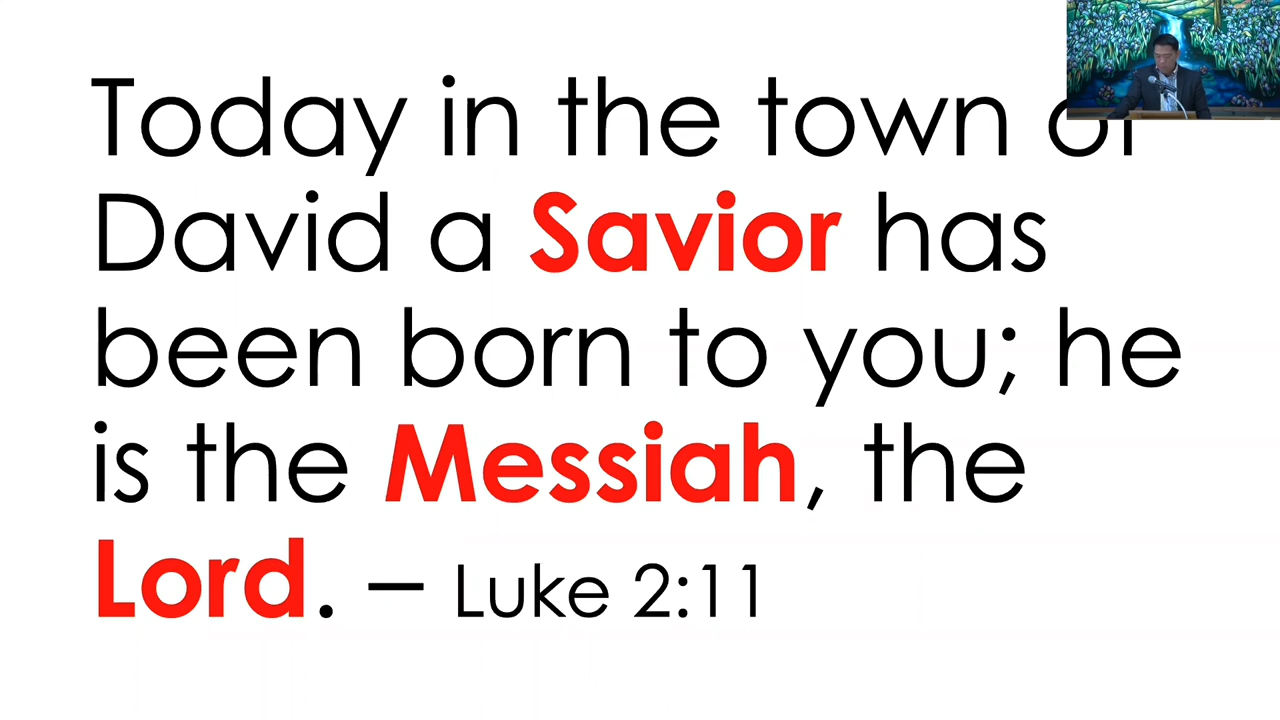 Today in the town of
David a Savior has
been born to you; he
is the Messiah, the
Lord. – Luke 2:11